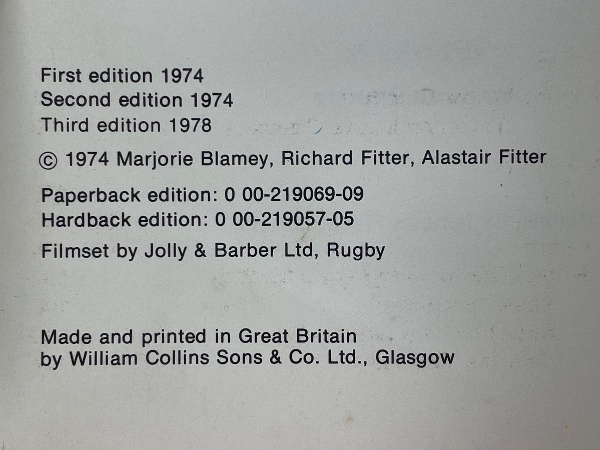 First edition 1974
Second edition 1974
Third edition 1978
© 1974 Marjorie Blamey, Richard Fitter, Alastair Fitter
Paperback edition: 0 00-219069-09
Hardback edition: 0 00-219057-05
Filmset by Jolly & Barber Ltd, Rugby
Made and printed in Great Britain
by William Collins Sons & Co. Ltd., Glasgow